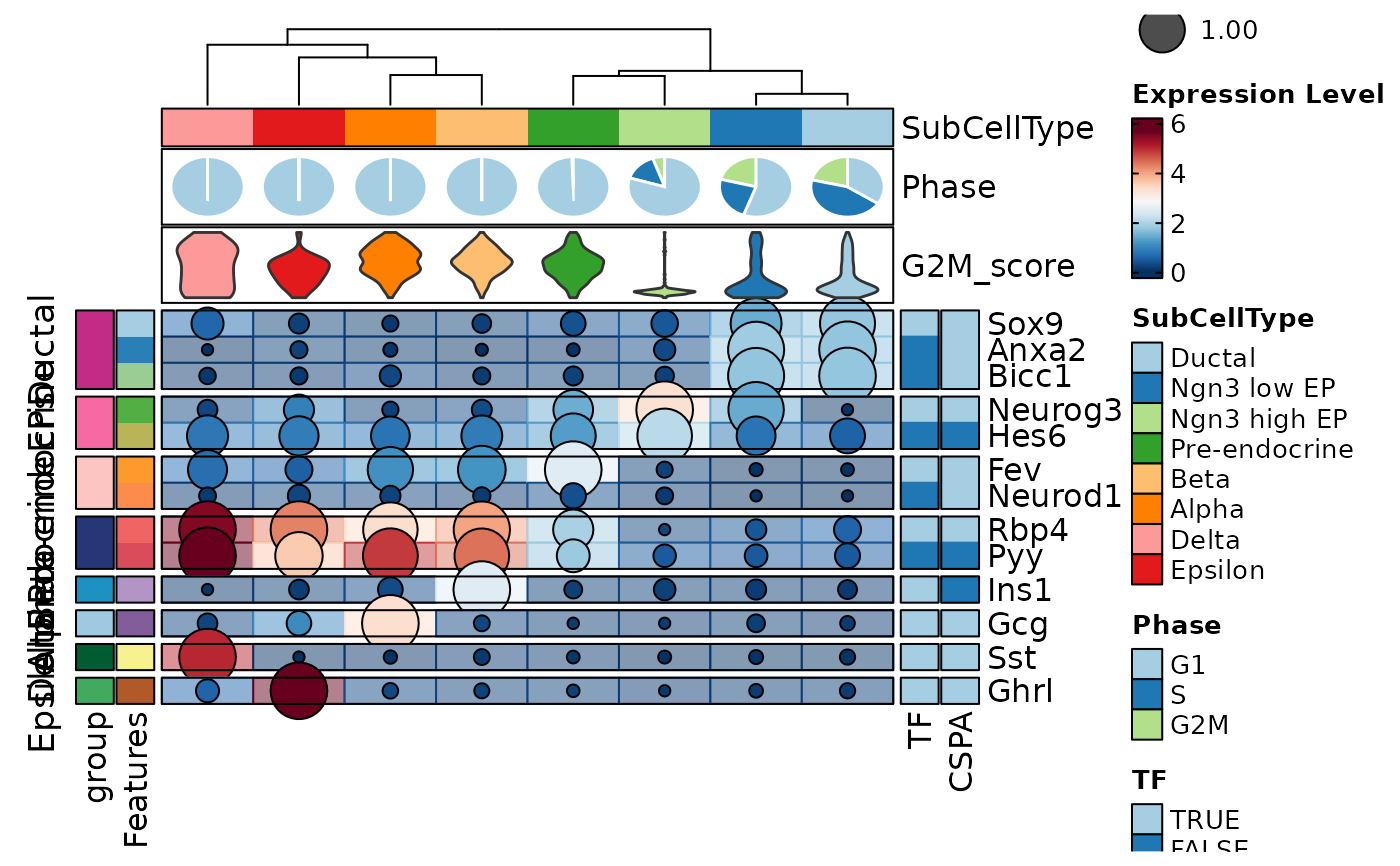 1.00
Expression Level
6
4
2
0
SubCellType
Phase
G2M_score
Ductal
Sox9
Anxa2
Bicc1
Neurog3
Hes6
Fev
Neurod1
Rbp4
Pyy
Ins1
Gcg
Sst
Ghrl
group
Features
TF
CSPA
SubCellType
Ductal
Ngn3 low EP
Ngn3 high EP
Pre-endocrine
Beta
Alpha
Delta
Epsilon
Phase
G1
S
G2M
TF
TRUE
FALSE